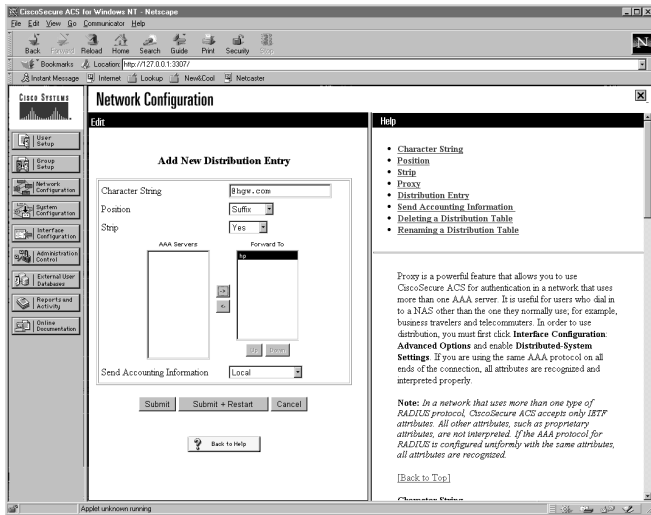 CiscoSecure ACS for Windows NT - Netscape
File Edit View Go Communicator Help
Back Forward Reload Home Search Guide Print Security Stop
N
Bookmarks Location: http://127.0.0.1:3307/
Instant Message Internet Lookup New&Cool Netcaster
CISCO SYSTEMS
User Setup
Group Setup
Network Configuration
System Configuration
Interface Configuration
Administration Control
External User Databases
Reports and Activity
Online Documentation
Network Configuration
Edit
Add New Distribution Entry
Character String @hgw.com
Position Suffix
Strip Yes
AAA Servers Forward To
hp
->
<-
Up Down
Send Accounting Information Local
Submit Submit + Restart Cancel
? Back to Help
X
Help
• Character String
• Position
• Strip
• Proxy
• Distribution Entry
• Send Accounting Information
• Deleting a Distribution Table
• Renaming a Distribution Table
Proxy is a powerful feature that allows you to use
CiscoSecure ACS for authentication in a network that uses
more than one AAA server. It is useful for users who dial in
to a NAS other than the one they normally use; for example,
business travelers and telecommuters. In order to use
distribution, you must first click Interface Configuration:
Advanced Options and enable Distributed-System
Settings. If you are using the same AAA protocol on all
ends of the connection, all attributes are recognized and
interpreted properly.
Note: In a network that uses more than one type of
RADIUS protocol, CiscoSecure ACS accepts only IETF
attributes. All other attributes, such as proprietary
attributes, are not interpreted. If the AAA protocol for
RADIUS is configured uniformly with the same attributes,
all attributes are recognized.
[Back to Top]
Character String
Applet unknown running